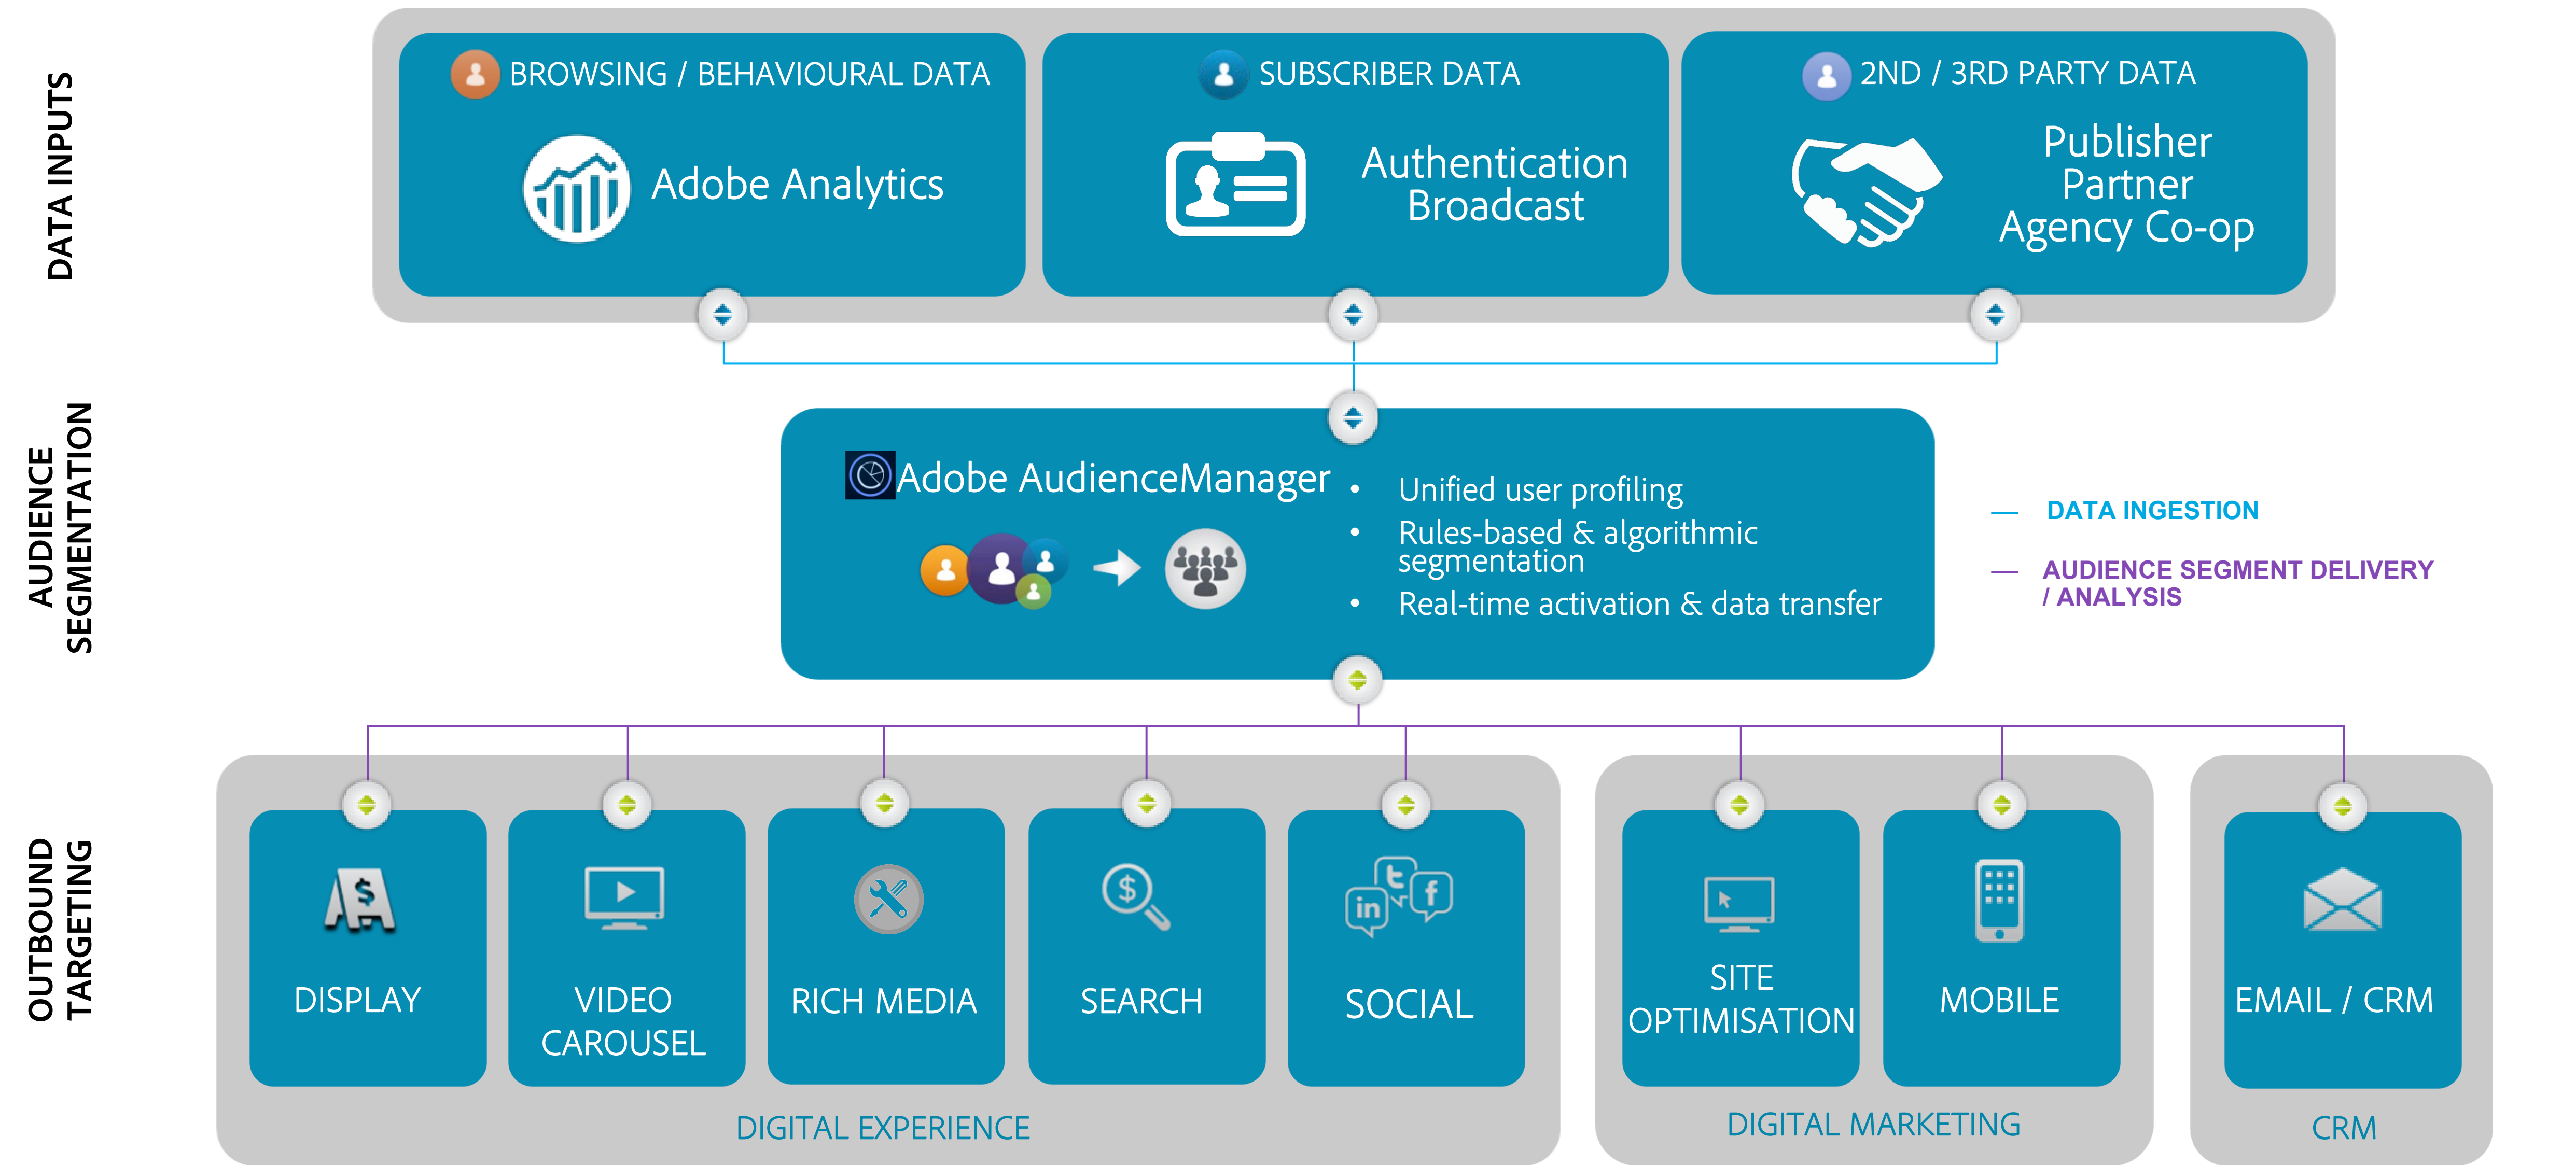 DATA INPUTS
BROWSING / BEHAVIOURAL DATA
Adobe Analytics
SUBSCRIBER DATA
Authentication
Broadcast
2ND / 3RD PARTY DATA
Publisher
Partner
Agency Co-op
AUDIENCE
SEGMENTATION
Adobe AudienceManager
• Unified user profiling
• Rules-based & algorithmic
segmentation
• Real-time activation & data transfer
DATA INGESTION
AUDIENCE SEGMENT DELIVERY
/ ANALYSIS
OUTBOUND
TARGETING
$
DISPLAY
VIDEO
CAROUSEL
RICH MEDIA
$
SEARCH
t
in
f
SOCIAL
SITE
OPTIMISATION
MOBILE
EMAIL / CRM
DIGITAL EXPERIENCE
DIGITAL MARKETING
CRM